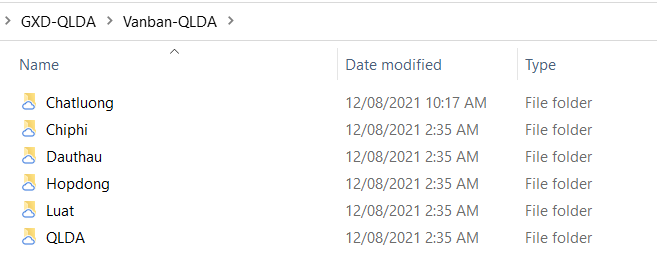 GXD-QLDA > Vanban-QLDA >
Name Date modified Type
Chatluong 12/08/2021 10:17 AM File folder
Chiphi 12/08/2021 2:35 AM File folder
Dauthau 12/08/2021 2:35 AM File folder
Hopdong 12/08/2021 2:35 AM File folder
Luat 12/08/2021 2:35 AM File folder
QLDA 12/08/2021 2:35 AM File folder